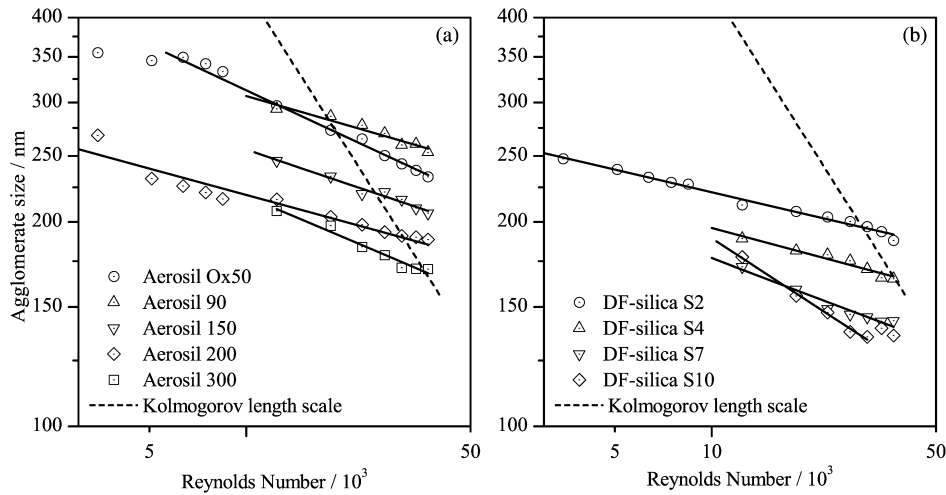 400
350
300
250
200
150
100
Agglomerate size / nm
(a)
Aerosil Ox50
Aerosil 90
Aerosil 150
Aerosil 200
Aerosil 300
Kolmogorov length scale
5
50
Reynolds Number / 10³
400
350
300
250
200
150
100
(b)
DF-silica S2
DF-silica S4
DF-silica S7
DF-silica S10
Kolmogorov length scale
5
10
50
Reynolds Number / 10³